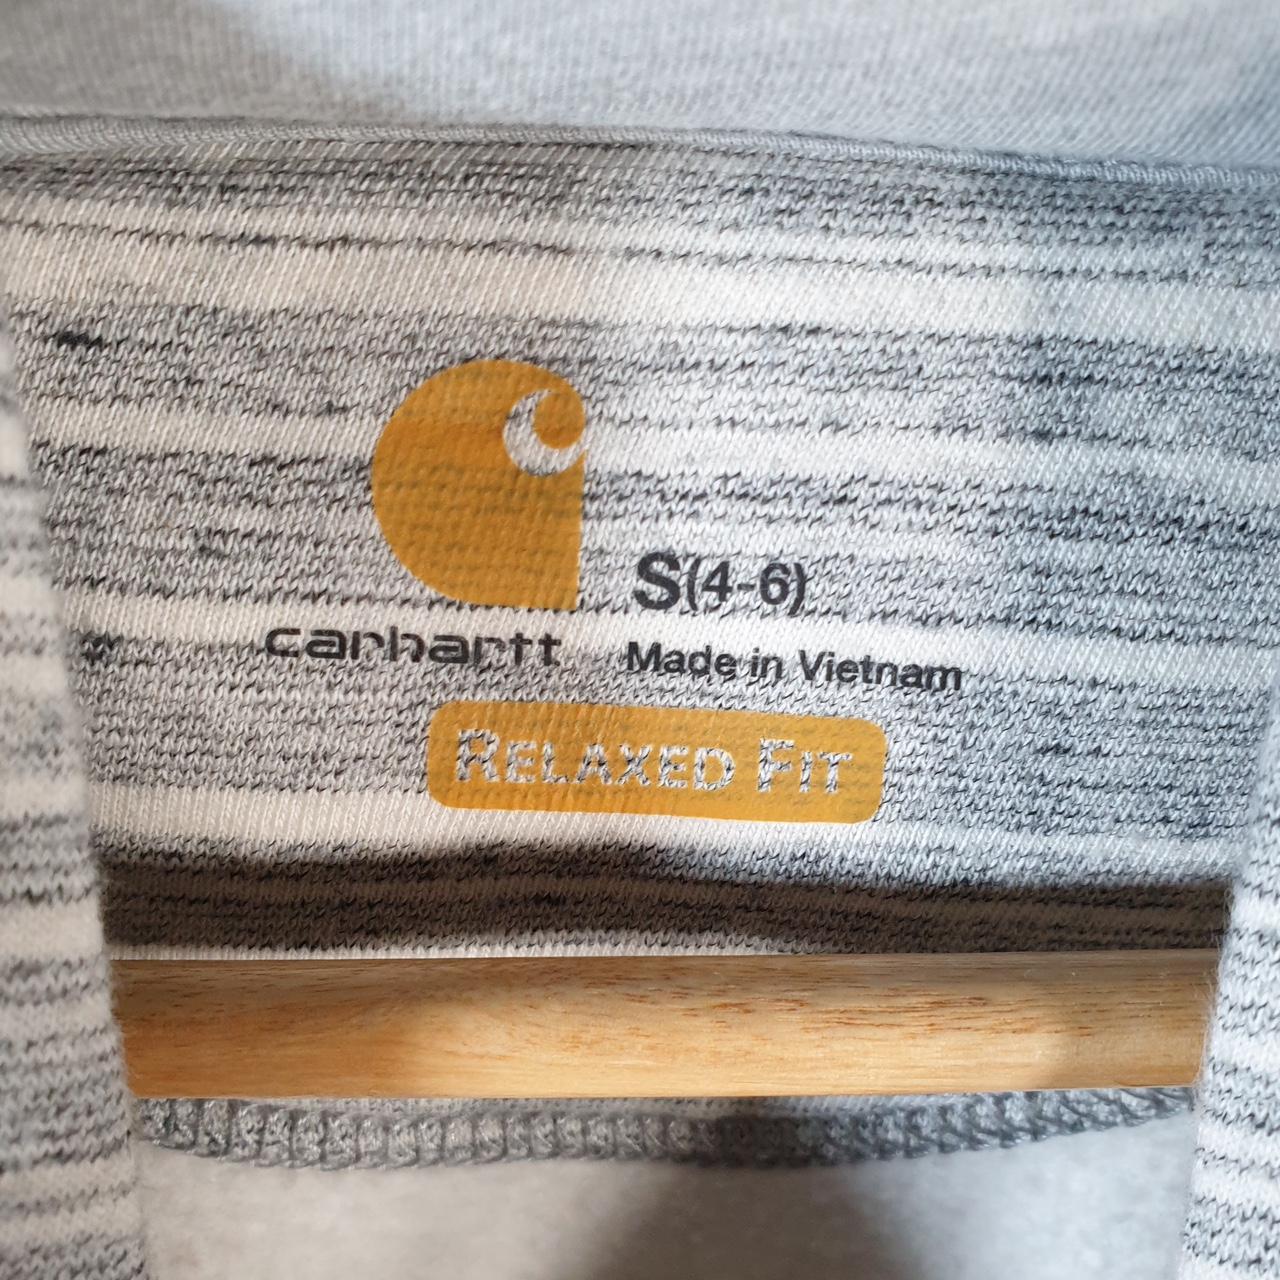 S(4-6)
carhartt
Made in Vietnam
RELAXED FIT